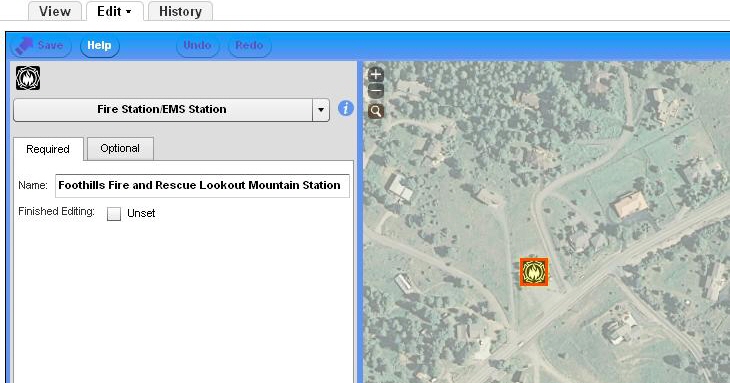 View Edit History
Save Help Undo Redo
Fire Station/EMS Station
i
Required Optional
Name: Foothills Fire and Rescue Lookout Mountain Station
Finished Editing: Unset